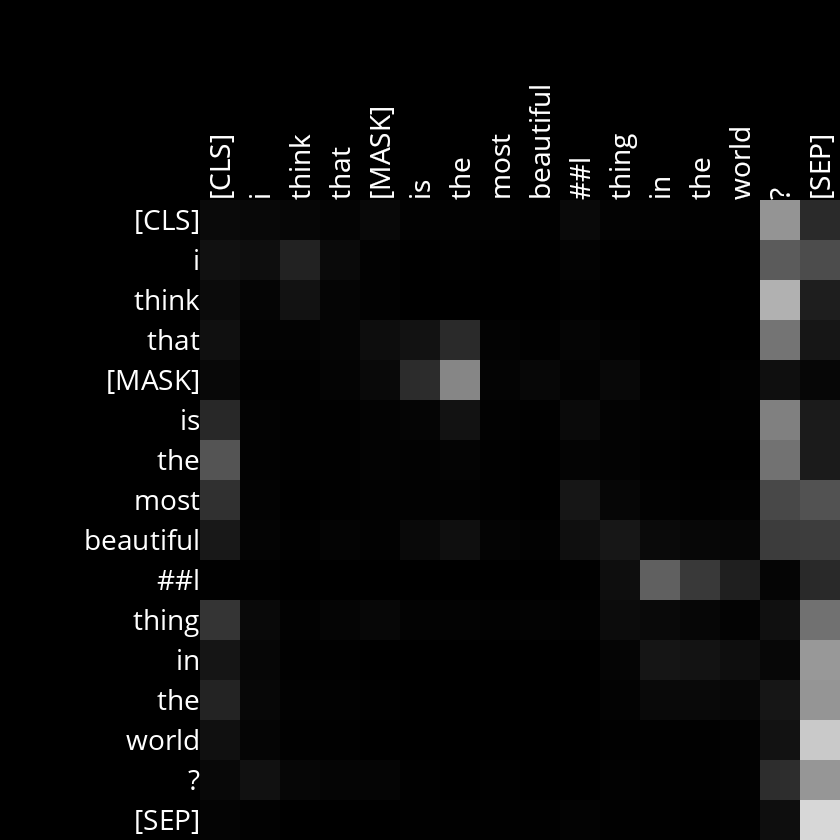 [CLS] i think that [MASK] is the most beautiful ##l thing in the world ? [SEP]
[CLS]
i
think
that
[MASK]
is
the
most
beautiful
##l
thing
in
the
world
?
[SEP]